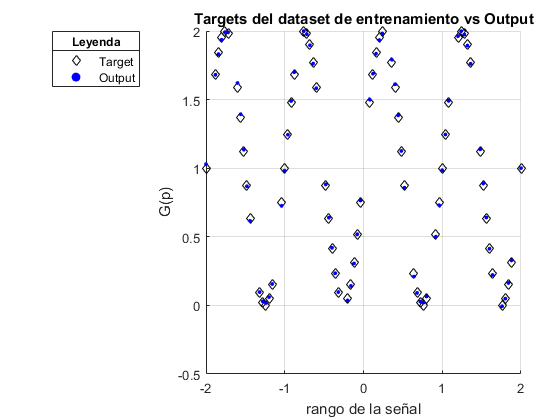 Targets del dataset de entrenamiento vs Output
Leyenda
Target
Output
2
1.5
1
0.5
0
-0.5
G(p)
-2
-1
0
1
2
rango de la señal